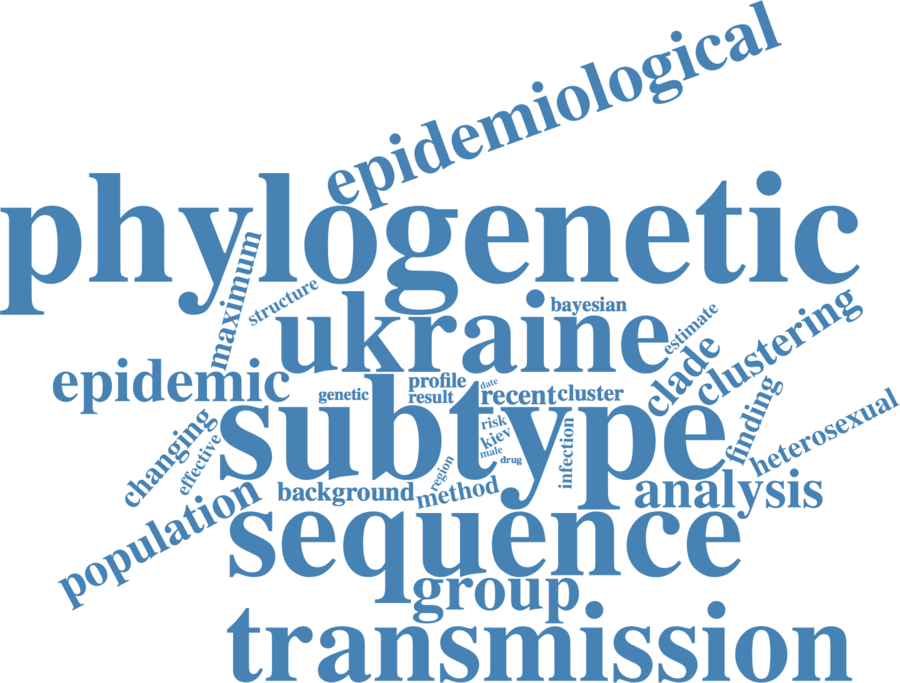 epidemiological
phylogenetic
maximum
structure
ukraine
bayesian
estimate
clustering
epidemic
genetic
profile
result
date
recent
cluster
clade
subtype
changing
effective
risk
kiev
male
drug
region
infection
finding
heterosexual
population
background
method
analysis
sequence
group
transmission